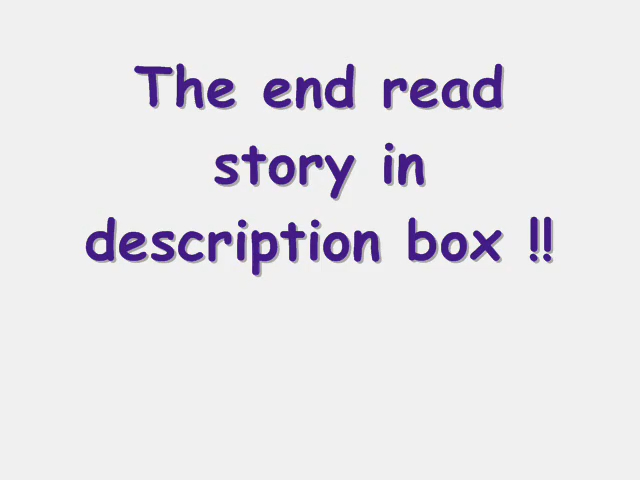 The end read
story in
description box !!